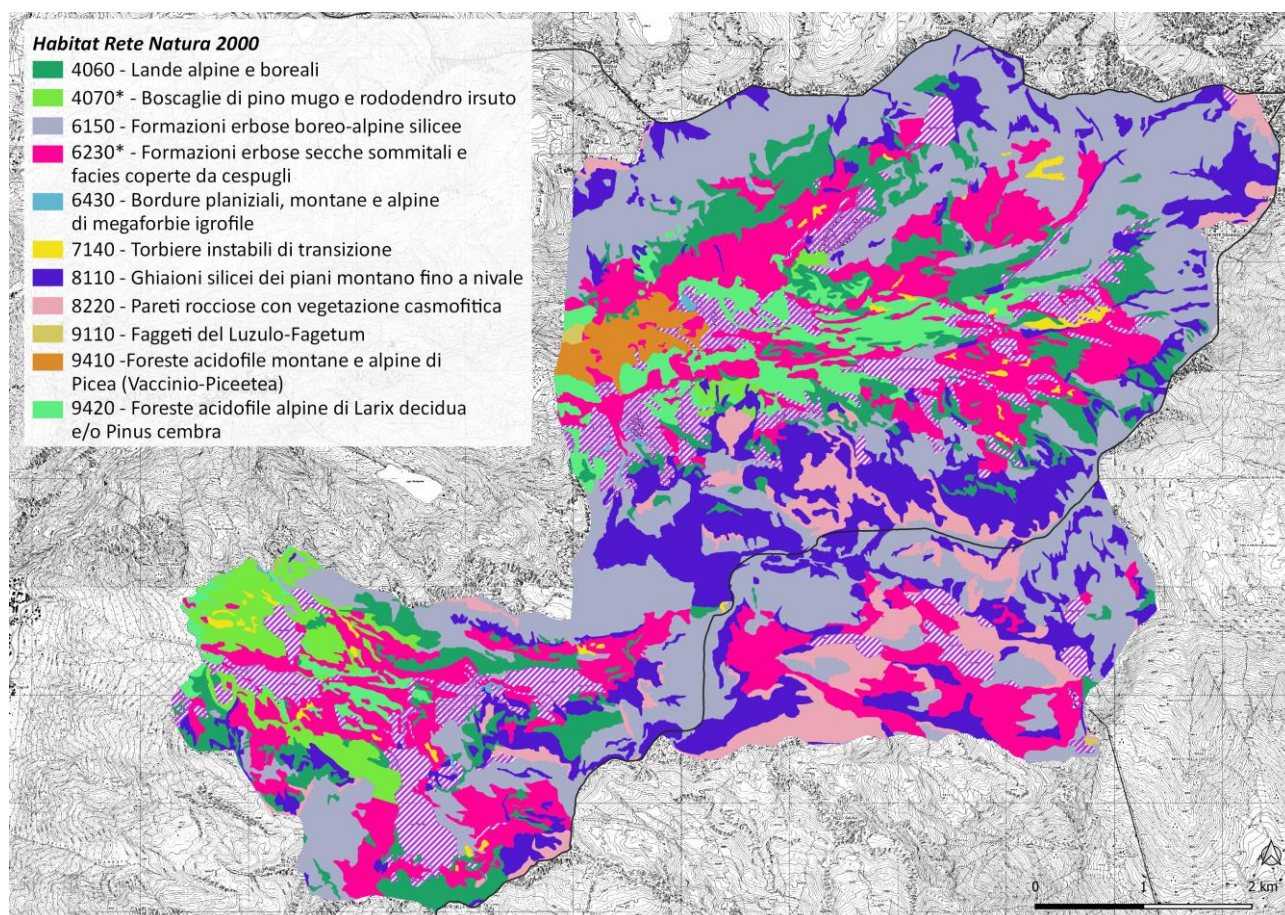 Habitat Rete Natura 2000
4060 - Lande alpine e boreali
4070* - Boscaglie di pino mugo e rododendro irsuto
6150 - Formazioni erbose boreo-alpine silicee
6230* - Formazioni erbose secche sommitali e
facies coperte da cespugli
6430 - Bordure planiziali, montane e alpine
di megaforbie igrofile
7140 - Torbiere instabili di transizione
8110 - Ghiaioni silicei dei piani montano fino a nivale
8220 - Pareti rocciose con vegetazione casmofitica
9110 - Faggeti del Luzulo-Fagetum
9410 -Foreste acidofile montane e alpine di
Picea (Vaccinio-Piceetea)
9420 - Foreste acidofile alpine di Larix decidua
e/o Pinus cembra
0 1 2 km